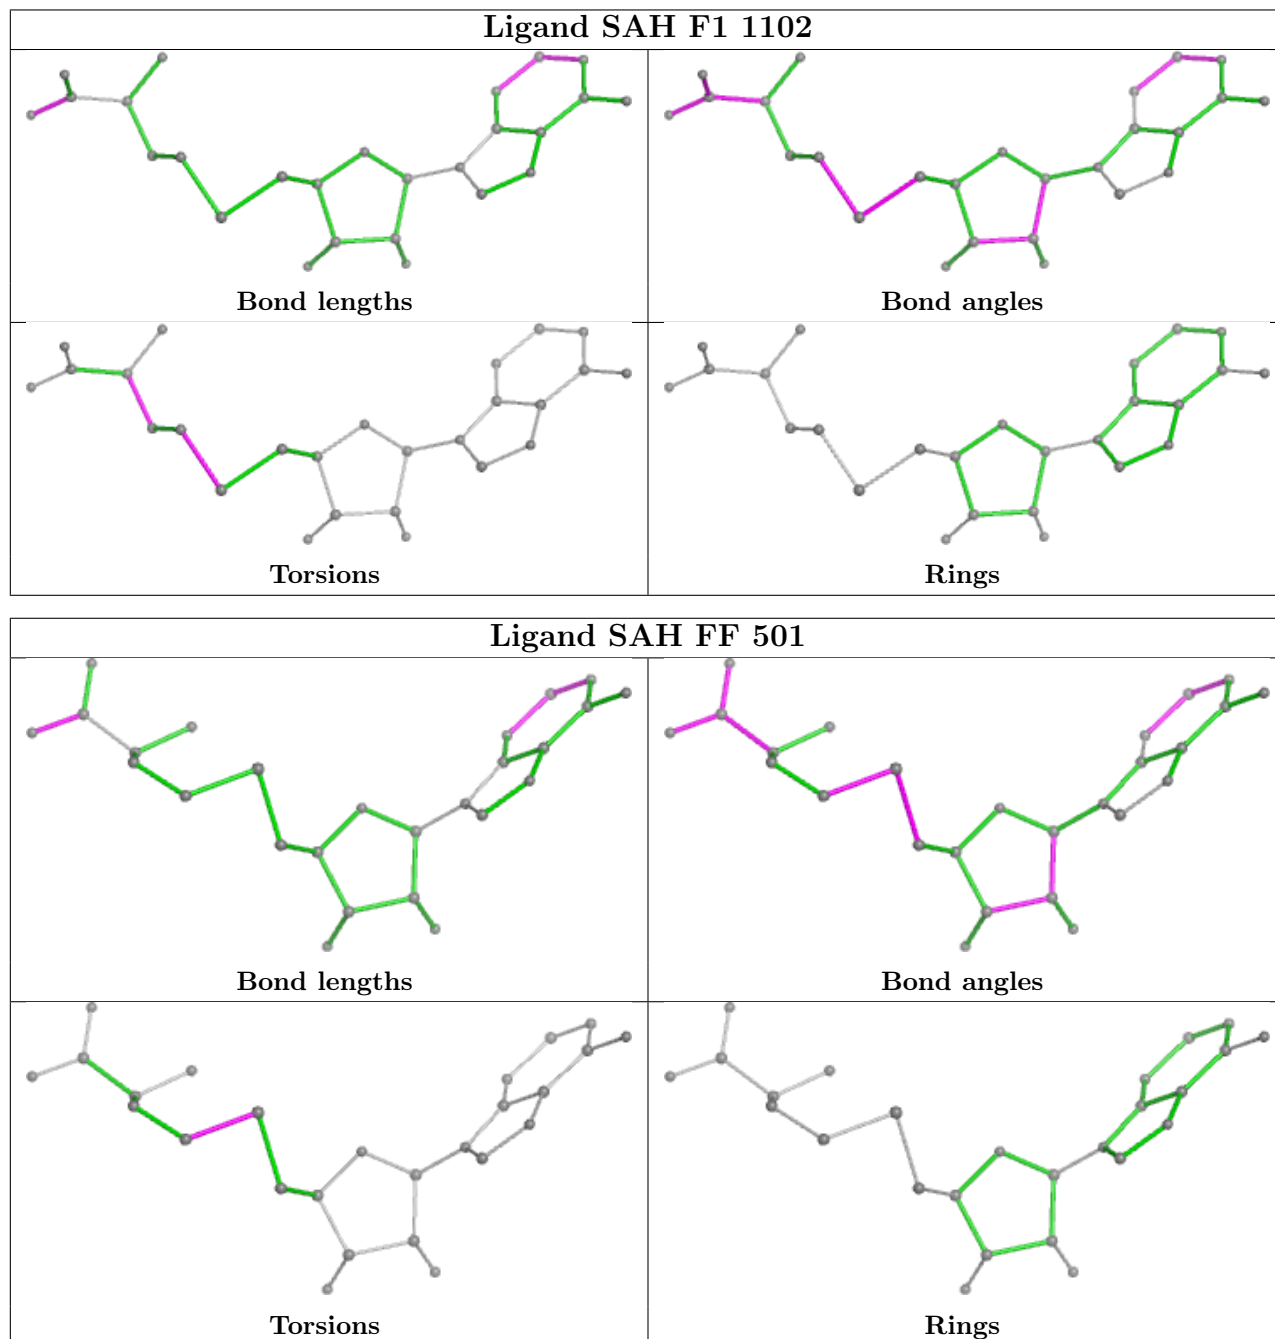 Ligand SAH F1 1102
Bond lengths
Bond angles
Torsions
Rings
Ligand SAH FF 501
Bond lengths
Bond angles
Torsions
Rings